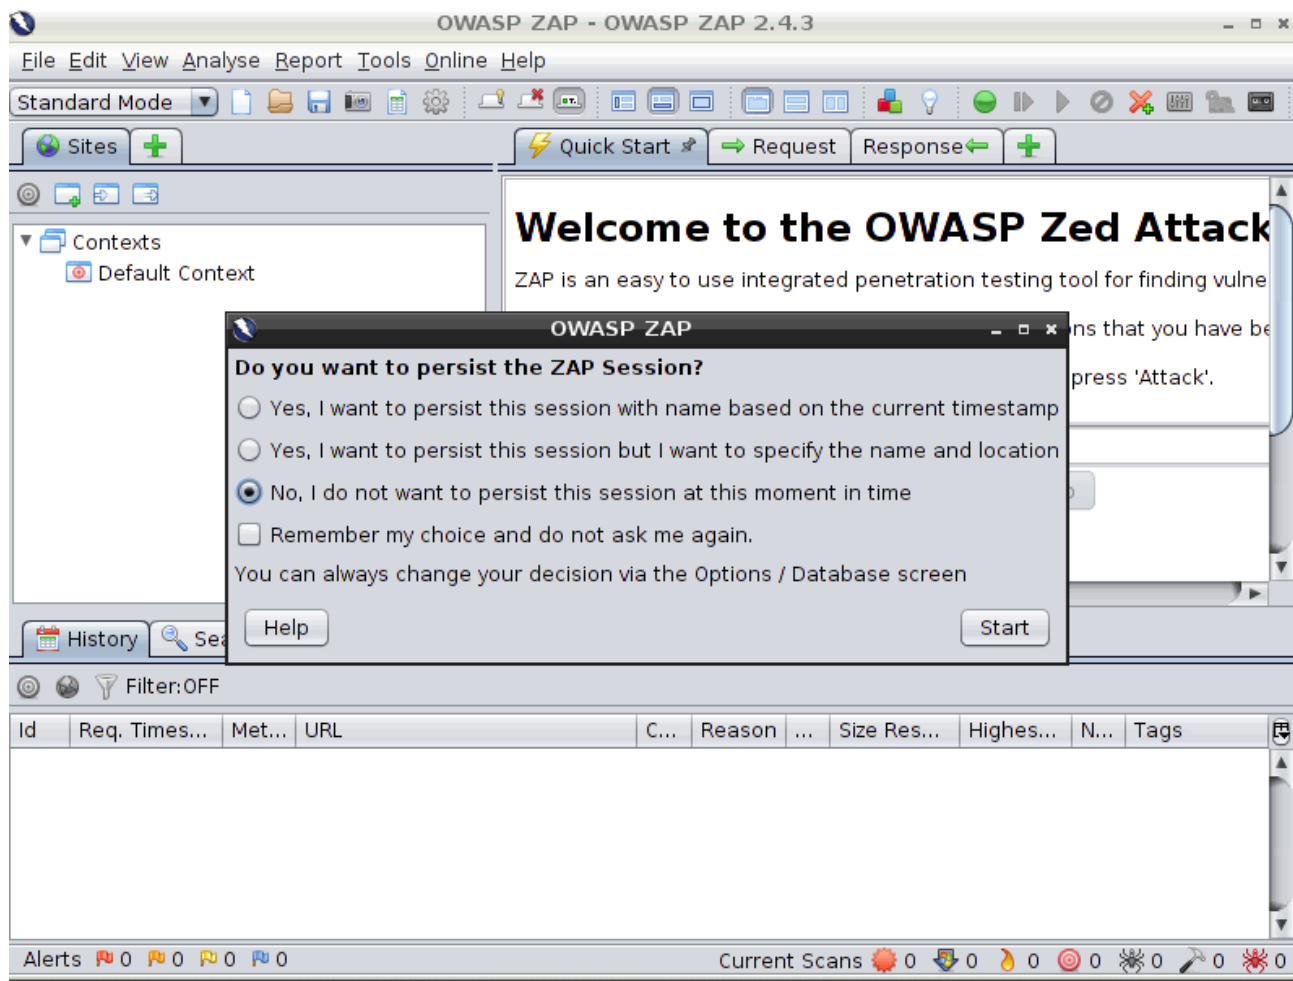 OWASP ZAP - OWASP ZAP 2.4.3
File Edit View Analyse Report Tools Online Help
Standard Mode
Sites
Quick Start Request Response
Welcome to the OWASP Zed Attack
Contexts
Default Context
ZAP is an easy to use integrated penetration testing tool for finding vulne
OWASP ZAP
ns that you have be
Do you want to persist the ZAP Session?
press 'Attack'.
Yes, I want to persist this session with name based on the current timestamp
Yes, I want to persist this session but I want to specify the name and location
No, I do not want to persist this session at this moment in time
Remember my choice and do not ask me again.
You can always change your decision via the Options / Database screen
Help Start
History Sea
Filter:OFF
Id Req. Times... Met... URL C... Reason ... Size Res... Highes... N... Tags
Alerts 0 0 0 0 Current Scans 0 0 0 0 0 0 0